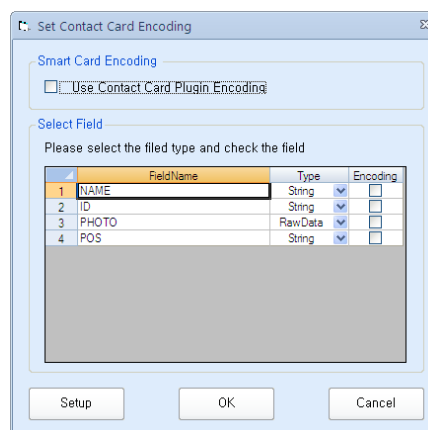 Set Contact Card Encoding
Smart Card Encoding
Use Contact Card Plugin Encoding
Select Field
Please select the filed type and check the field
FieldName Type Encoding
1 NAME String
2 ID String
3 PHOTO RawData
4 POS String
Setup OK Cancel